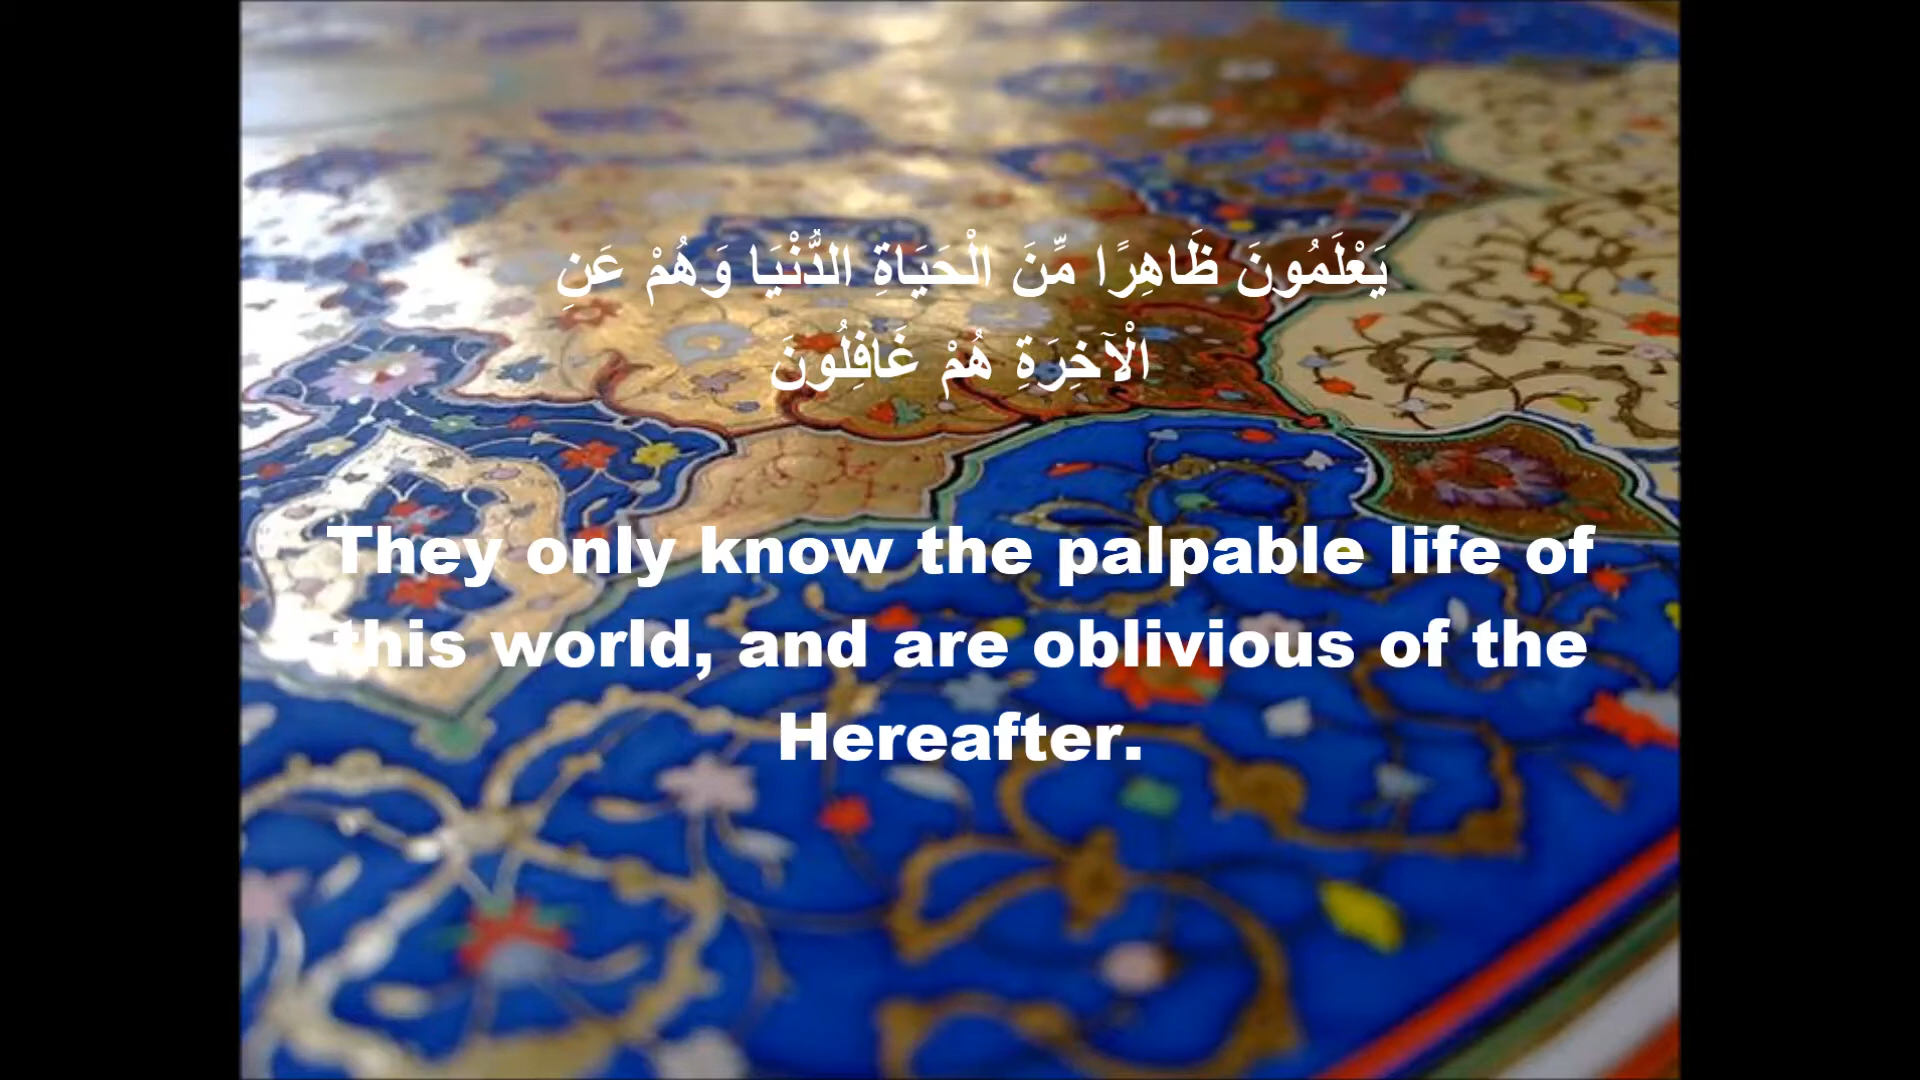 يَعْلَمُونَ ظَاهِرًا مِّنَ الْحَيَاةِ الدُّنْيَا وَهُمْ عَنِ
الْآخِرَةِ هُمْ غَافِلُونَ
They only know the palpable life of
this world, and are oblivious of the
Hereafter.